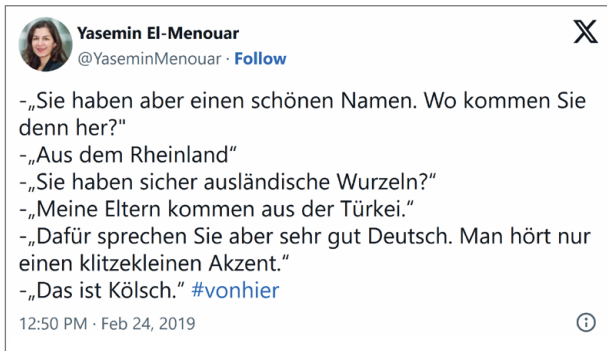 Yasemin El-Menouar
@YaseminMenouar · Follow
-„Sie haben aber einen schönen Namen. Wo kommen Sie
denn her?"
-„Aus dem Rheinland“
-„Sie haben sicher ausländische Wurzeln?“
-„Meine Eltern kommen aus der Türkei.“
-„Dafür sprechen Sie aber sehr gut Deutsch. Man hört nur
einen klitzekleinen Akzent.“
-„Das ist Kölsch.“ #vonhier
12:50 PM · Feb 24, 2019